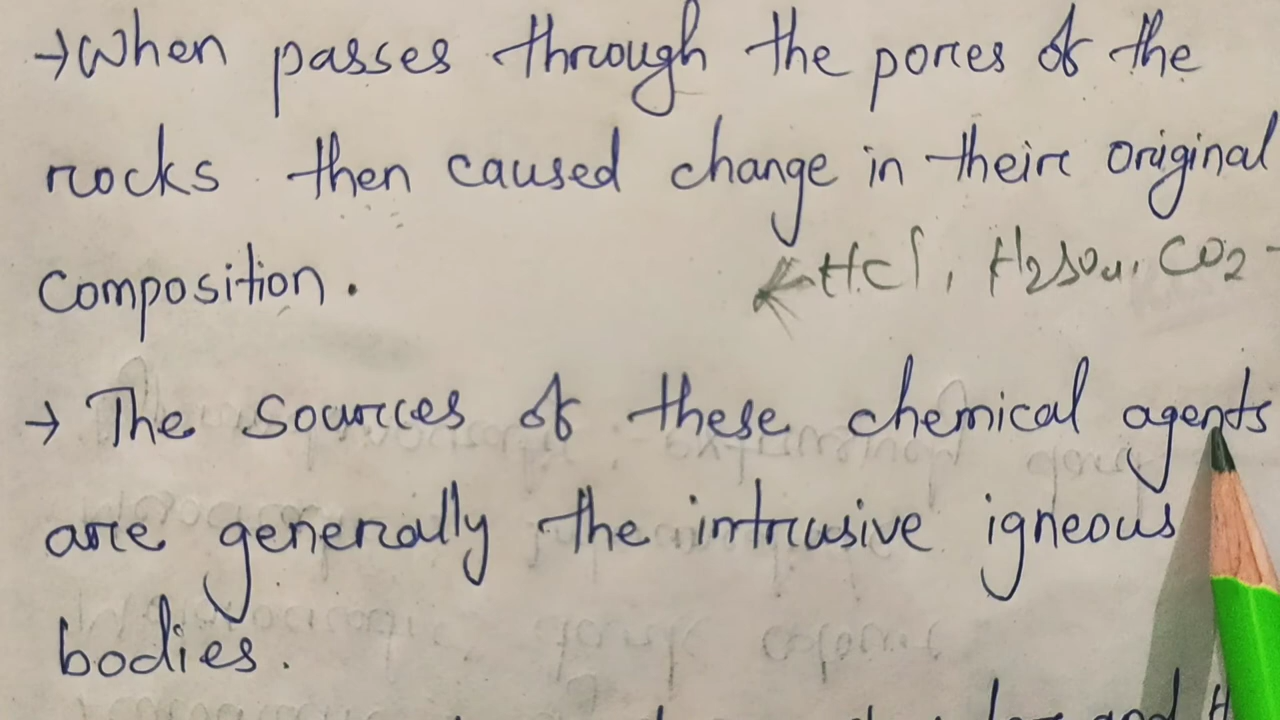 → When passes through the pores of the
rocks then caused change in their original
composition.
← HCl, H2SO4, CO2 -
→ The sources of these chemical agents
are generally the intrusive igneous
bodies.
and